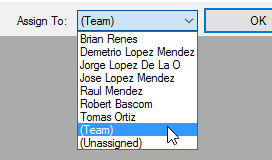 Assign To: (Team) OK
Brian Renes
Demetrio Lopez Mendez
Jorge Lopez De La O
Jose Lopez Mendez
Raul Mendez
Robert Bascom
Tomas Ortiz
(Team)
(Unassigned)